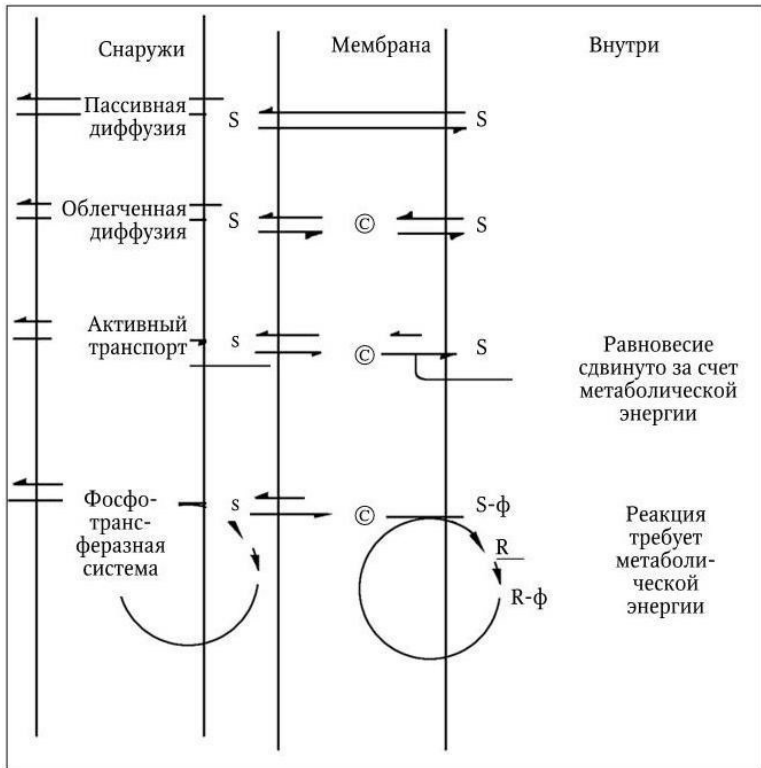 Снаружи
Мембрана
Внутри
Пассивная
диффузия
S
S
Облегченная
диффузия
S
©
S
Активный
транспорт
s
©
S
Равновесие
сдвинуто за счет
метаболической
энергии
Фосфо-
транс-
феразная
система
s
©
S-ф
R
R-ф
Реакция
требует
метаболи-
ческой
энергии